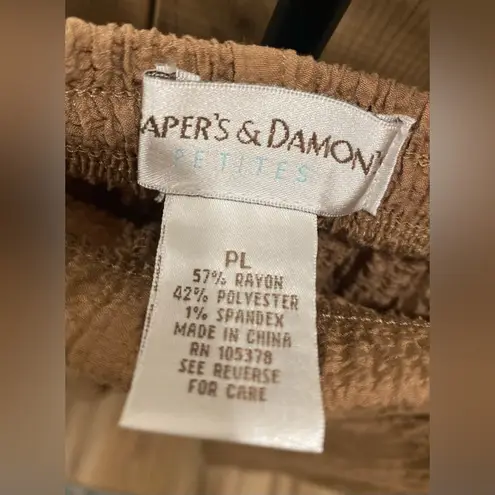 APER'S & DAMON'
PETITES
PL
57% RAYON
42% POLYESTER
1% SPANDEX
MADE IN CHINA
RN 105378
SEE REVERSE
FOR CARE